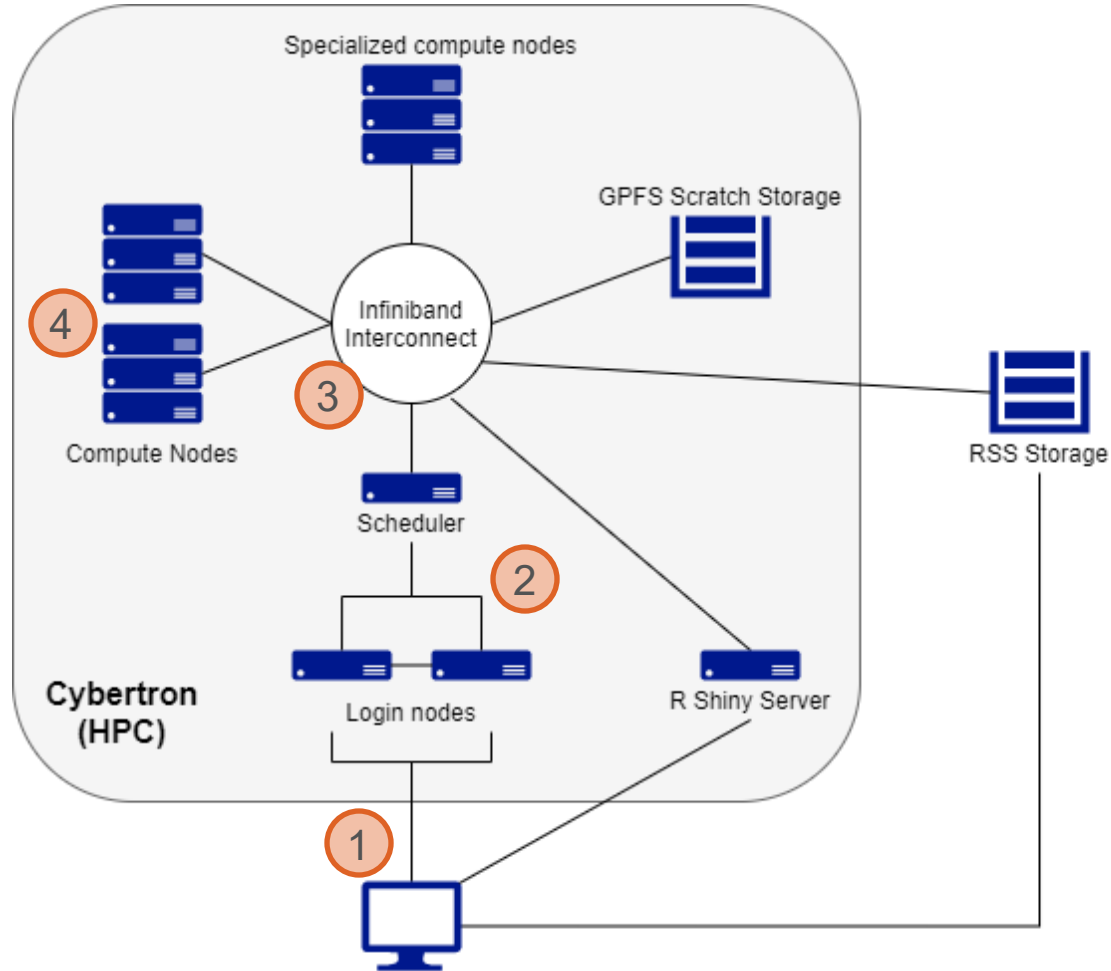 Specialized compute nodes
GPFS Scratch Storage
Infiniband
Interconnect
4
3
Compute Nodes
RSS Storage
Scheduler
2
Cybertron
(HPC)
Login nodes
R Shiny Server
1